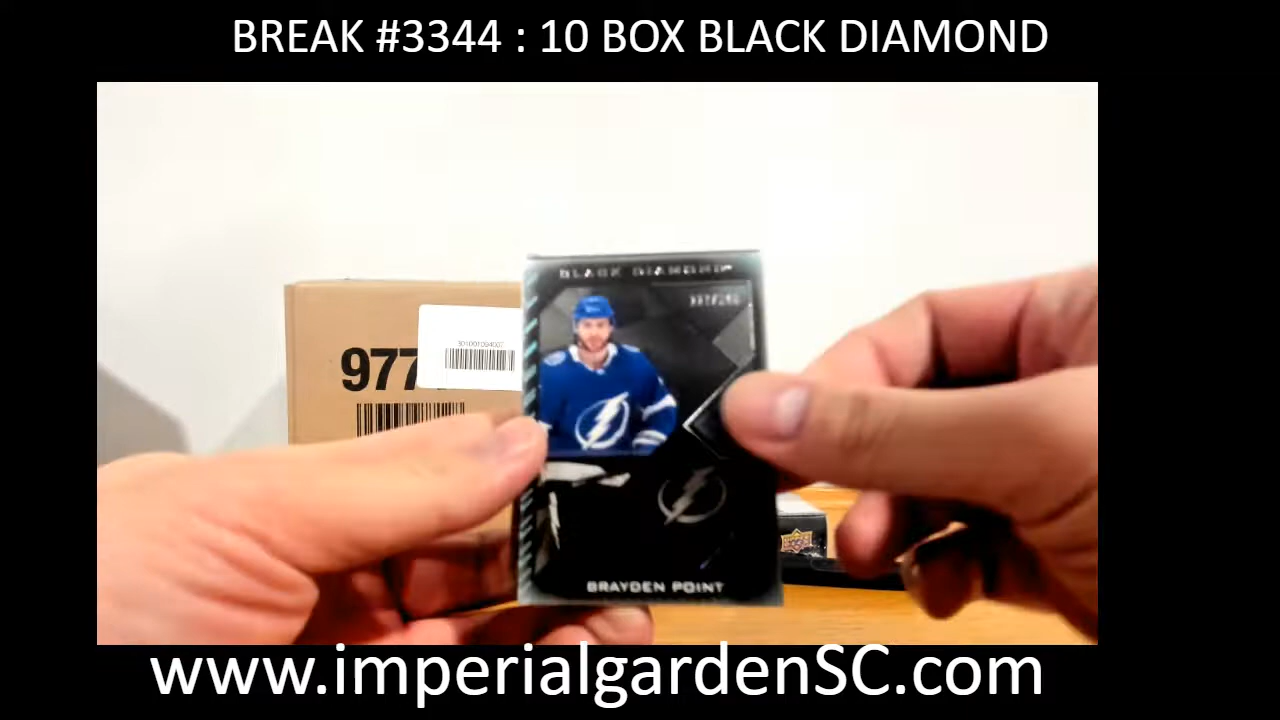 BREAK #3344 : 10 BOX BLACK DIAMOND
BLACK DIAMOND
977
BRAYDEN POINT
www.imperialgardenSC.com